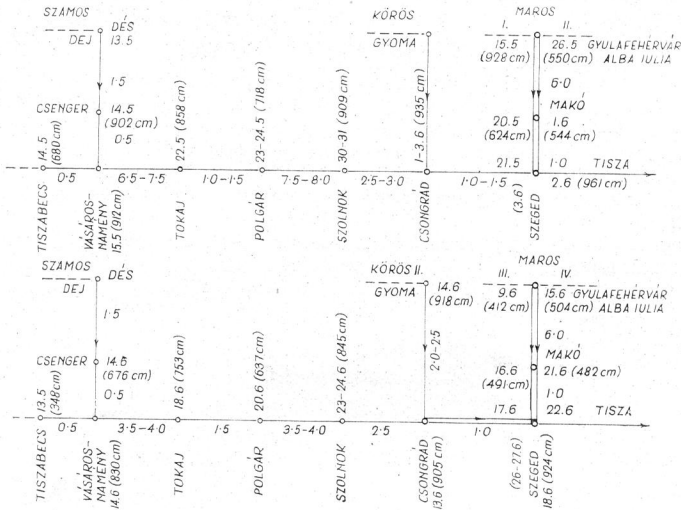 SZÁMOS
DÉS
DEJ 13.5
1.5
CSENGER 14.5
(902 cm)
0.5
KÖRÖS
GYOMA
MAROS
I. II.
15.5 26.5 GYULAFEHÉRVÁR
(928 cm) (550 cm) ALBA IULIA
6.0
MAKÓ
20.5 1.6
(624 cm) (544 cm)
21.5 1.0 TISZA
14.5
(680 cm)
22.5 (858 cm)
23-24.5 (718 cm)
30-31 (909 cm)
1-3.6 (935 cm)
0.5 6.5-7.5 1.0-1.5 7.5-8.0 2.5-3.0 1.0-1.5 2.6 (961 cm)
(3.6)
TISZABECS
VÁSÁROS-
NAMÉNY
15.5 (912 cm)
TOKAJ
POLGÁR
SZOLNOK
CSONGRÁD
SZEGED
SZÁMOS
DÉS
DEJ
1.5
CSENGER 14.6
(676 cm)
0.5
KÖRÖS II.
GYOMA 14.6
(918 cm)
2.0-2.5
MAROS
III. IV.
9.6 15.6 GYULAFEHÉRVÁR
(412 cm) (504 cm) ALBA IULIA
6.0
MAKÓ
16.6 21.6 (482 cm)
(491 cm) 1.0
17.6 22.6 TISZA
13.5
(348 cm)
18.6 (753 cm)
20.6 (637 cm)
23-24.6 (845 cm)
0.5 3.5-4.0 1.5 3.5-4.0 2.5 1.0
TISZABECS
VÁSÁROS-
NAMÉNY
14.6 (830 cm)
TOKAJ
POLGÁR
SZOLNOK
CSONGRÁD
13.6 (905 cm)
(26-27.6)
SZEGED
18.6 (924 cm)